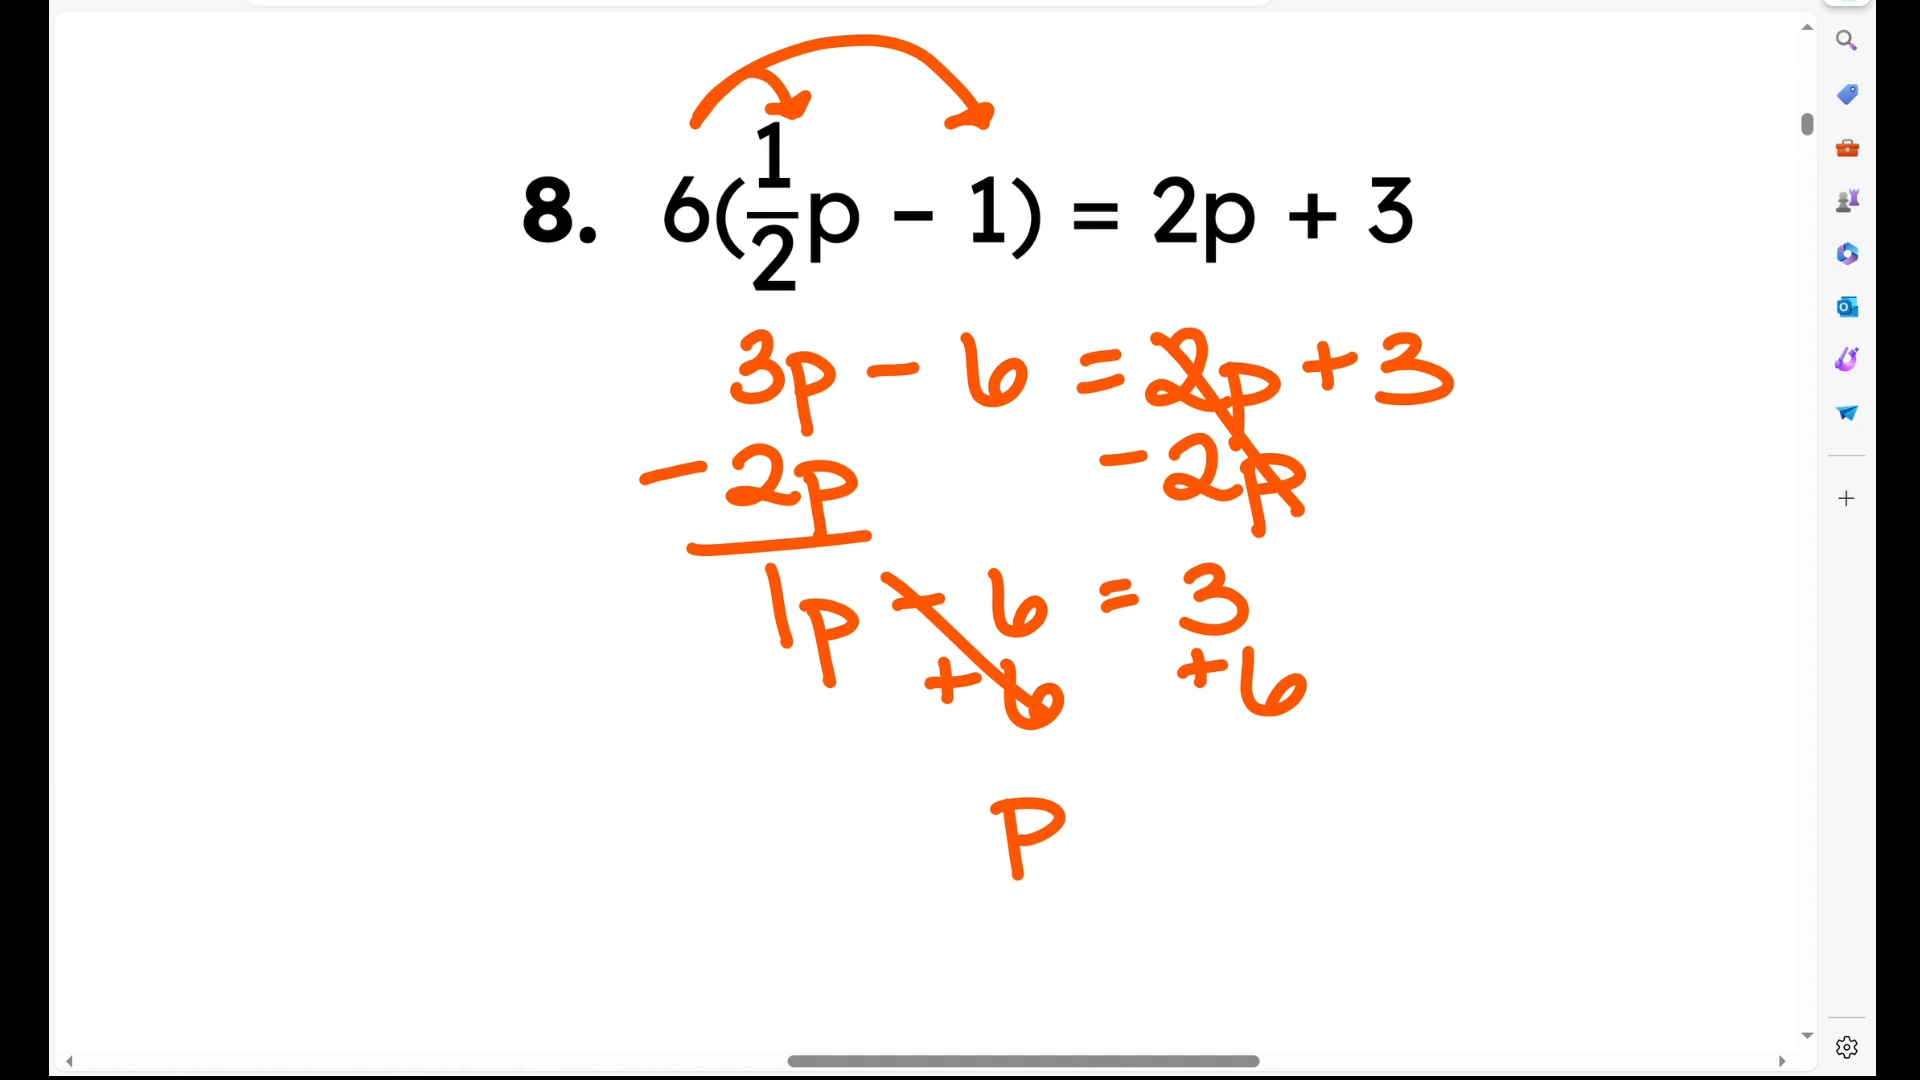 8. 6(1/2p - 1) = 2p + 3
3p - 6 = 2p + 3
- 2p - 2p
1p - 6 = 3
+ 6 + 6
p